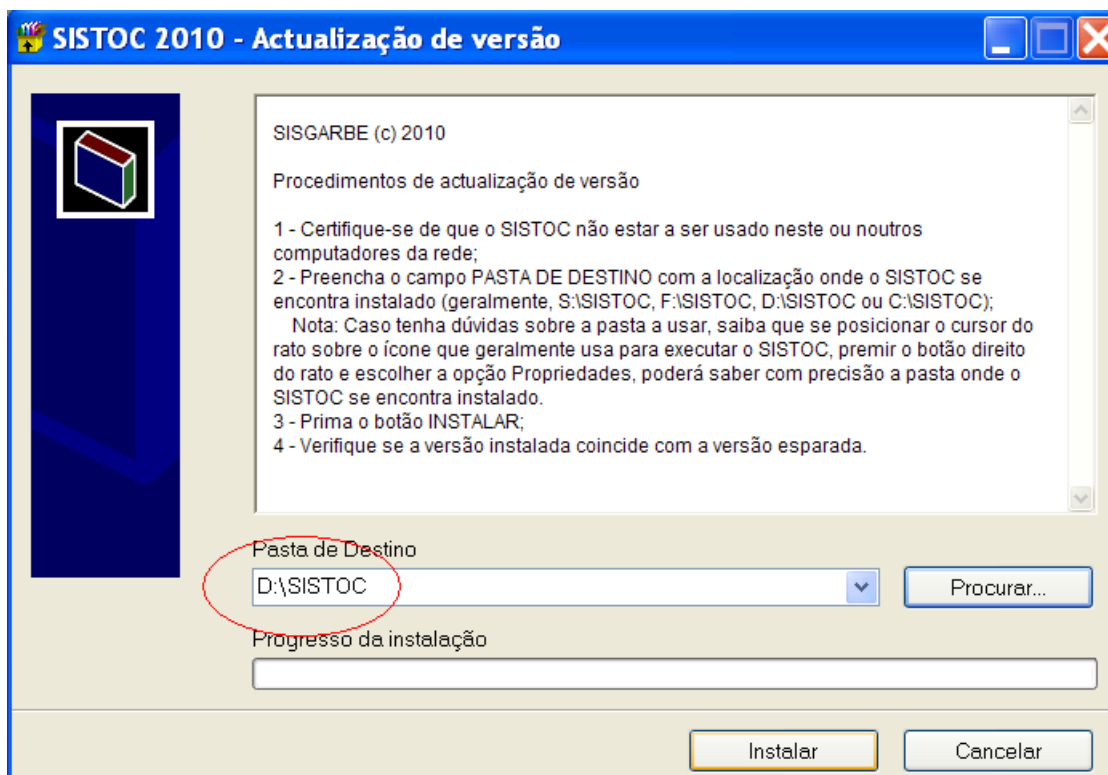 SISTOC 2010 - Actualização de versão
SISGARBE (c) 2010
Procedimentos de actualização de versão
1 - Certifique-se de que o SISTOC não estar a ser usado neste ou noutros
computadores da rede;
2 - Preencha o campo PASTA DE DESTINO com a localização onde o SISTOC se
encontra instalado (geralmente, S:\SISTOC, F:\SISTOC, D:\SISTOC ou C:\SISTOC);
Nota: Caso tenha dúvidas sobre a pasta a usar, saiba que se posicionar o cursor do
rato sobre o ícone que geralmente usa para executar o SISTOC, premir o botão direito
do rato e escolher a opção Propriedades, poderá saber com precisão a pasta onde o
SISTOC se encontra instalado.
3 - Prima o botão INSTALAR;
4 - Verifique se a versão instalada coincide com a versão esparada.
Pasta de Destino
D:\SISTOC
Procurar...
Progresso da instalação
Instalar
Cancelar